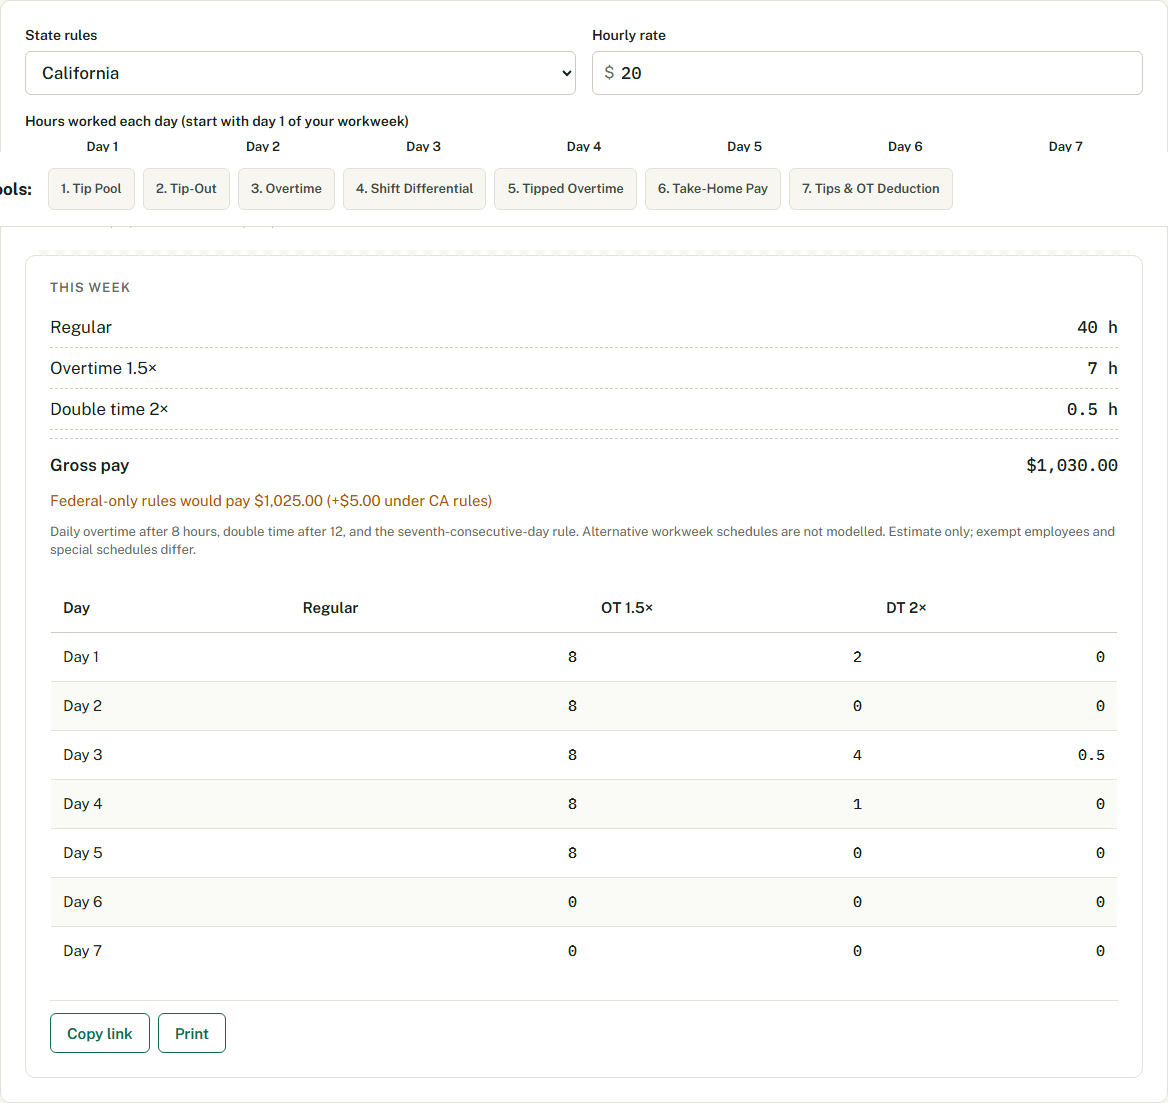 State rules
Hourly rate
California
$ 20
Hours worked each day (start with day 1 of your workweek)
Day 1 Day 2 Day 3 Day 4 Day 5 Day 6 Day 7
ools: 1. Tip Pool 2. Tip-Out 3. Overtime 4. Shift Differential 5. Tipped Overtime 6. Take-Home Pay 7. Tips & OT Deduction
THIS WEEK
Regular 40 h
Overtime 1.5× 7 h
Double time 2× 0.5 h
Gross pay $1,030.00
Federal-only rules would pay $1,025.00 (+$5.00 under CA rules)
Daily overtime after 8 hours, double time after 12, and the seventh-consecutive-day rule. Alternative workweek schedules are not modelled. Estimate only; exempt employees and
special schedules differ.
Day Regular OT 1.5× DT 2×
Day 1 8 2 0
Day 2 8 0 0
Day 3 8 4 0.5
Day 4 8 1 0
Day 5 8 0 0
Day 6 0 0 0
Day 7 0 0 0
Copy link Print